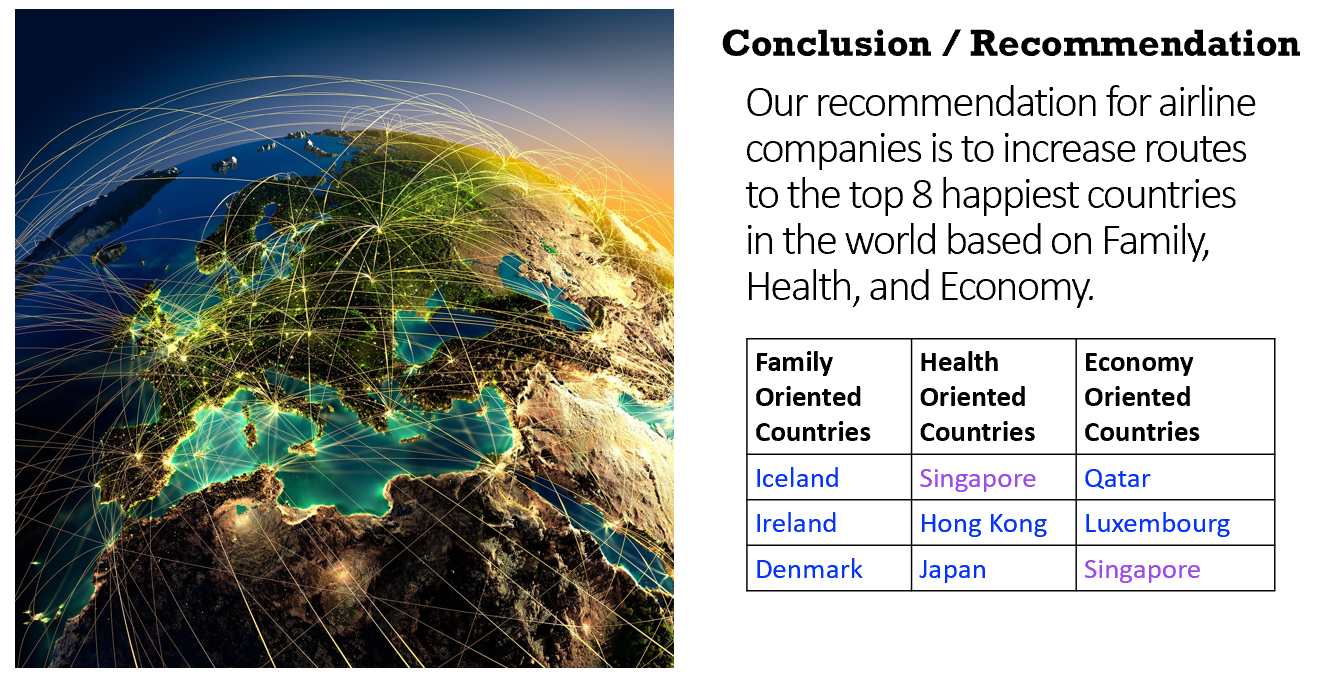 Conclusion / Recommendation
Our recommendation for airline
companies is to increase routes
to the top 8 happiest countries
in the world based on Family,
Health, and Economy.
Family Oriented Countries
Health Oriented Countries
Economy Oriented Countries
Iceland Singapore Qatar
Ireland Hong Kong Luxembourg
Denmark Japan Singapore